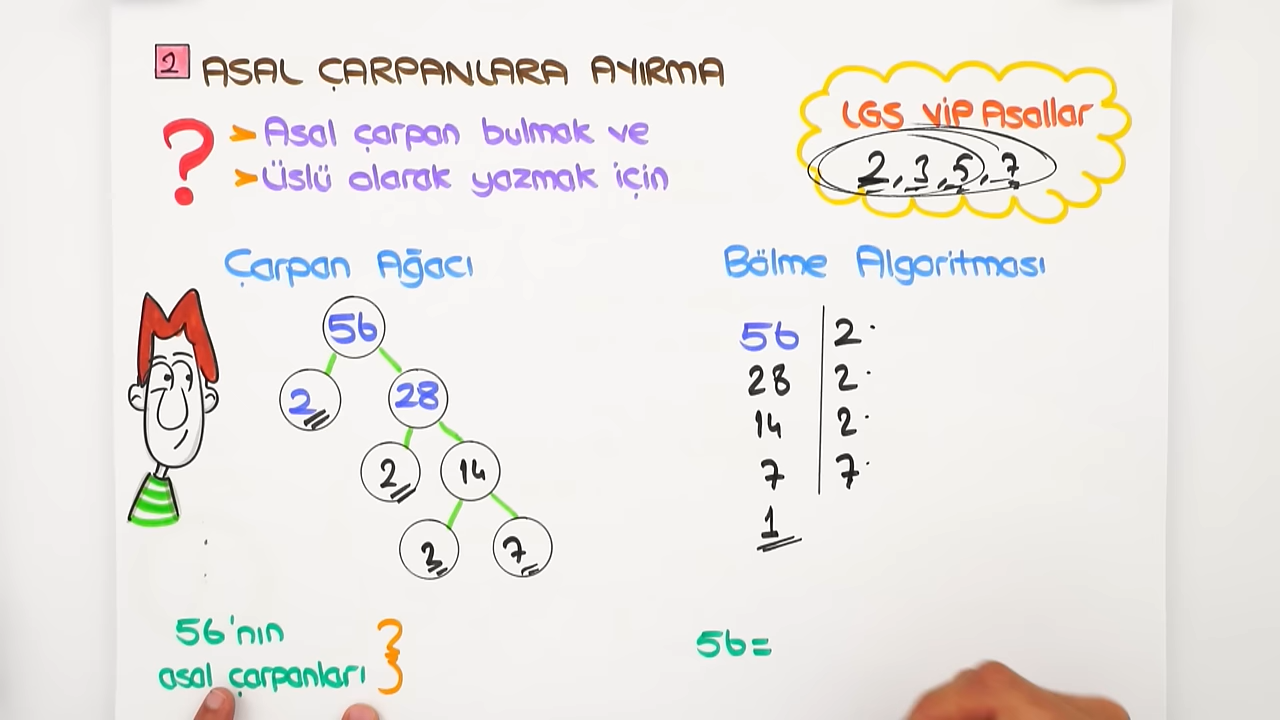 2 ASAL ÇARPANLARA AYIRMA
? ➤ Asal çarpan bulmak ve
➤ Üslü olarak yazmak için
LGS VİP Asallar
2, 3, 5, 7
Çarpan Ağacı
56
2 28
2 14
2 7
Bölme Algoritması
56 | 2
28 | 2
14 | 2
7 | 7
1
56'nın
asal çarpanları }
56=